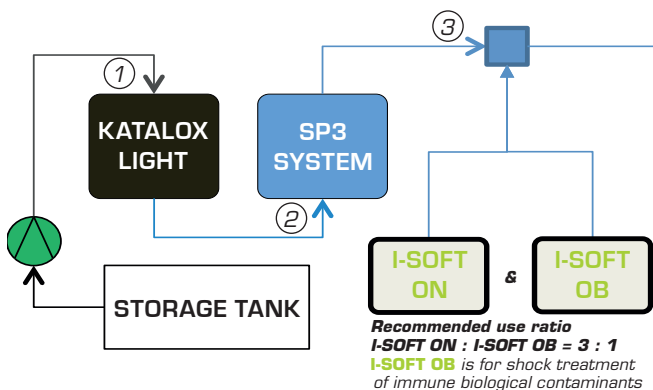 1
3
KATALOX
LIGHT
SP3
SYSTEM
2
STORAGE TANK
I-SOFT
ON
&
I-SOFT
OB
Recommended use ratio
I-SOFT ON : I-SOFT OB = 3 : 1
I-SOFT OB is for shock treatment
of immune biological contaminants